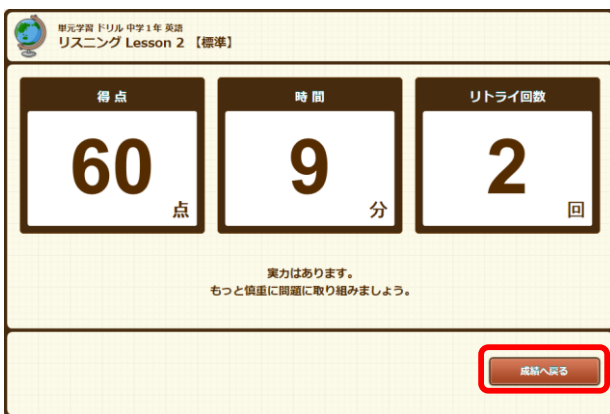 単元学習 ドリル 中学1年 英語
リスニング Lesson 2 【標準】
得 点
時 間
リトライ回数
60
点
9
分
2
回
実力はあります。
もっと慎重に問題に取り組みましょう。
成績へ戻る